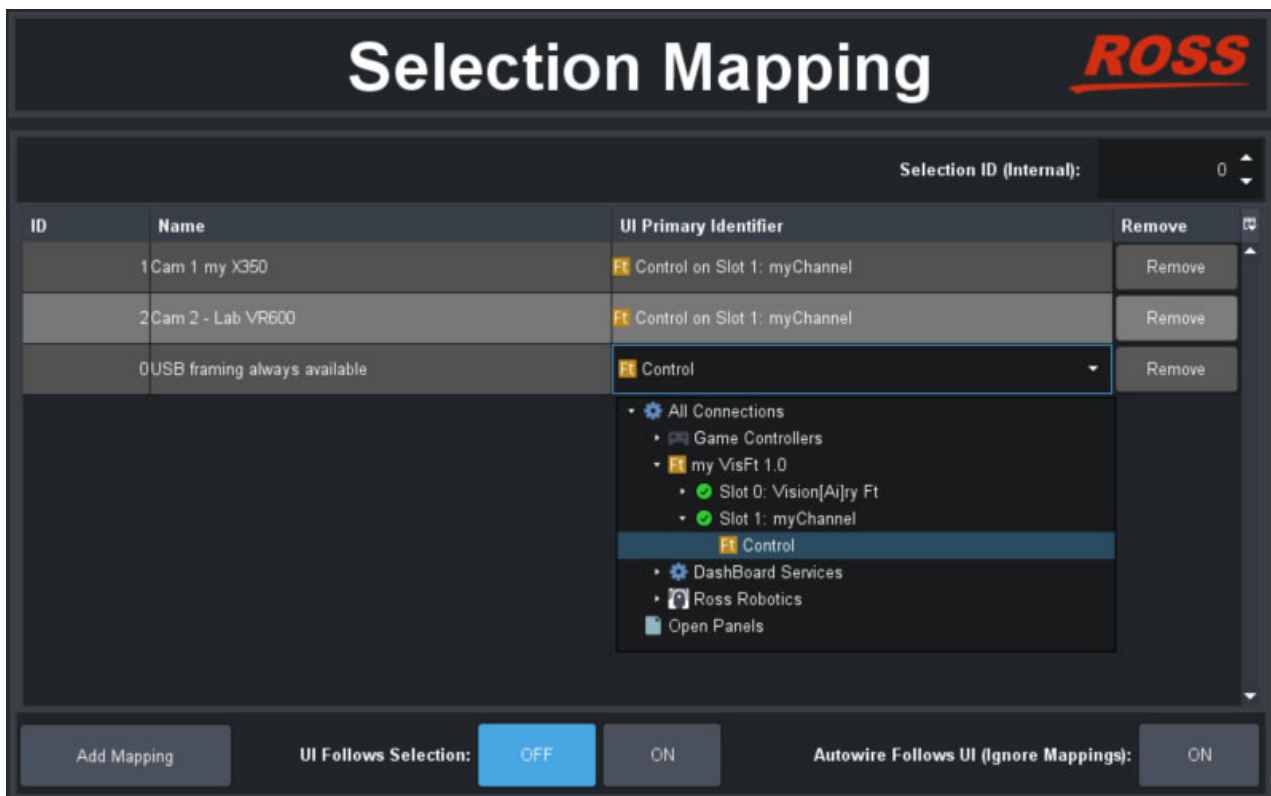 Selection Mapping
ROSS
Selection ID (Internal): 0
ID Name UI Primary Identifier Remove
1 Cam 1 my X350 Ft Control on Slot 1: myChannel Remove
2 Cam 2 - Lab VR600 Ft Control on Slot 1: myChannel Remove
0 USB framing always available Ft Control Remove
All Connections
Game Controllers
Ft my VisFt 1.0
Slot 0: Vision[Ai]ry Ft
Slot 1: myChannel
Ft Control
DashBoard Services
Ross Robotics
Open Panels
Add Mapping UI Follows Selection: OFF ON Autowire Follows UI (Ignore Mappings): ON